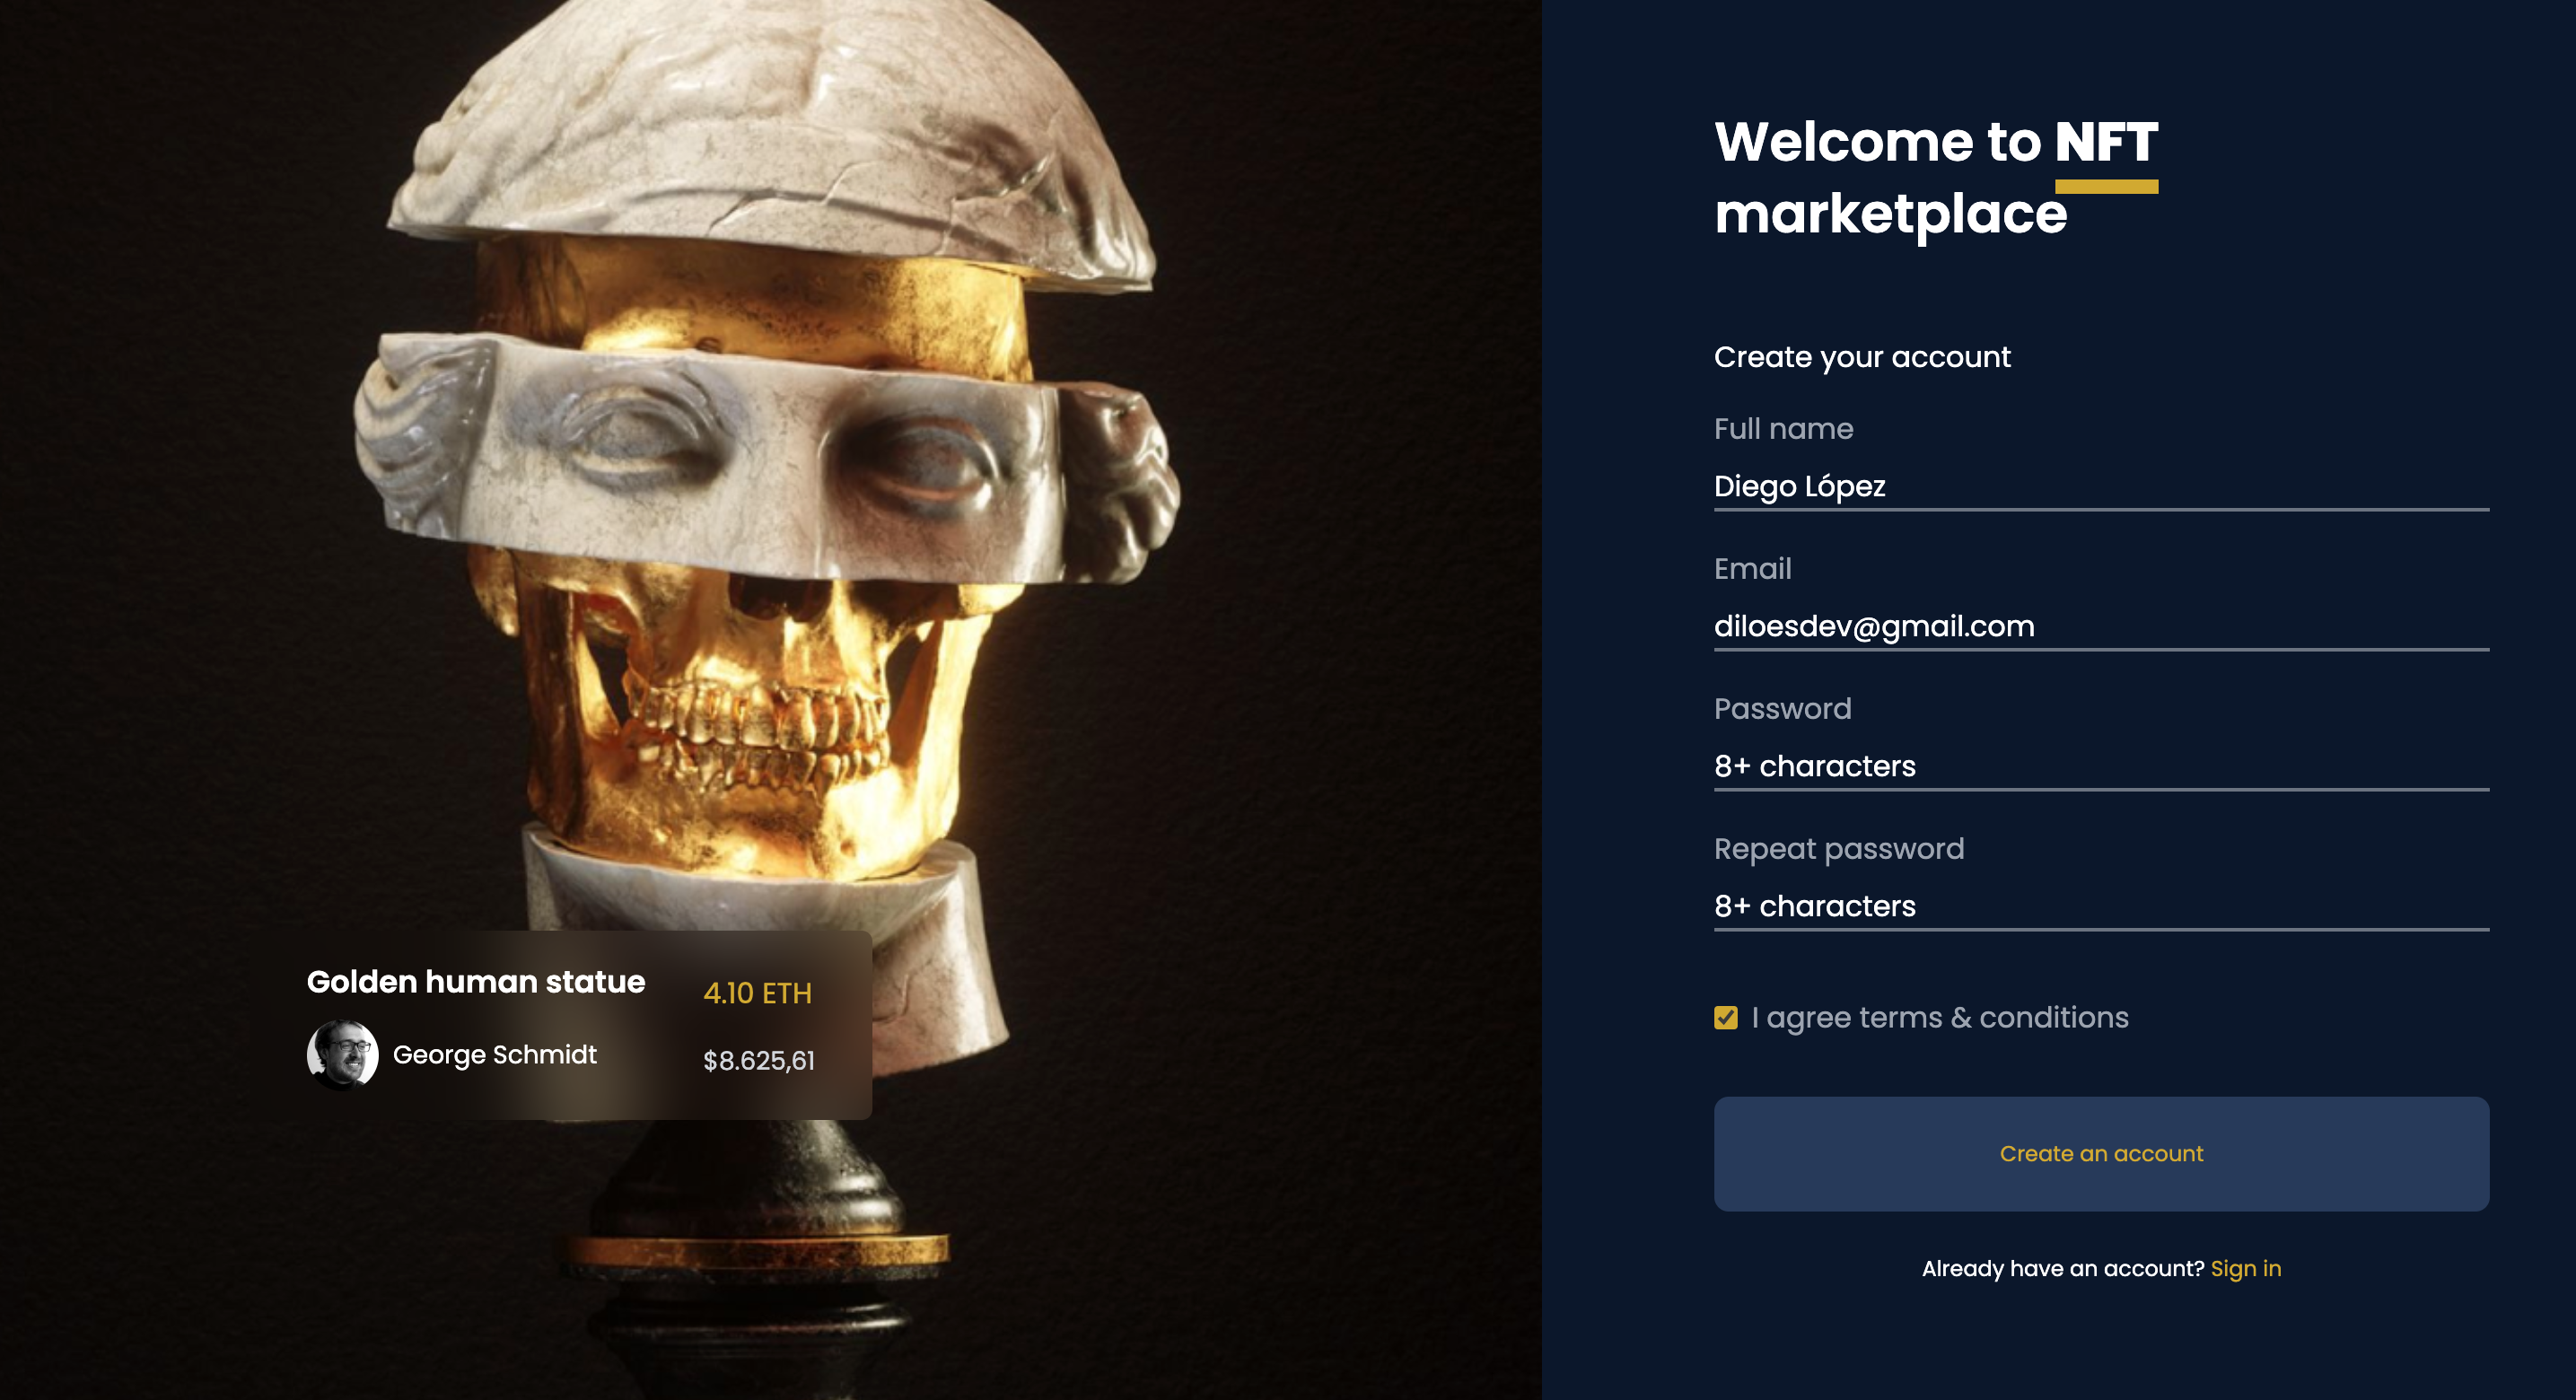 Golden human statue
4.10 ETH
George Schmidt
$8.625,61
Welcome to NFT
marketplace
Create your account
Full name
Diego López
Email
diloesdev@gmail.com
Password
8+ characters
Repeat password
8+ characters
I agree terms & conditions
Create an account
Already have an account? Sign in